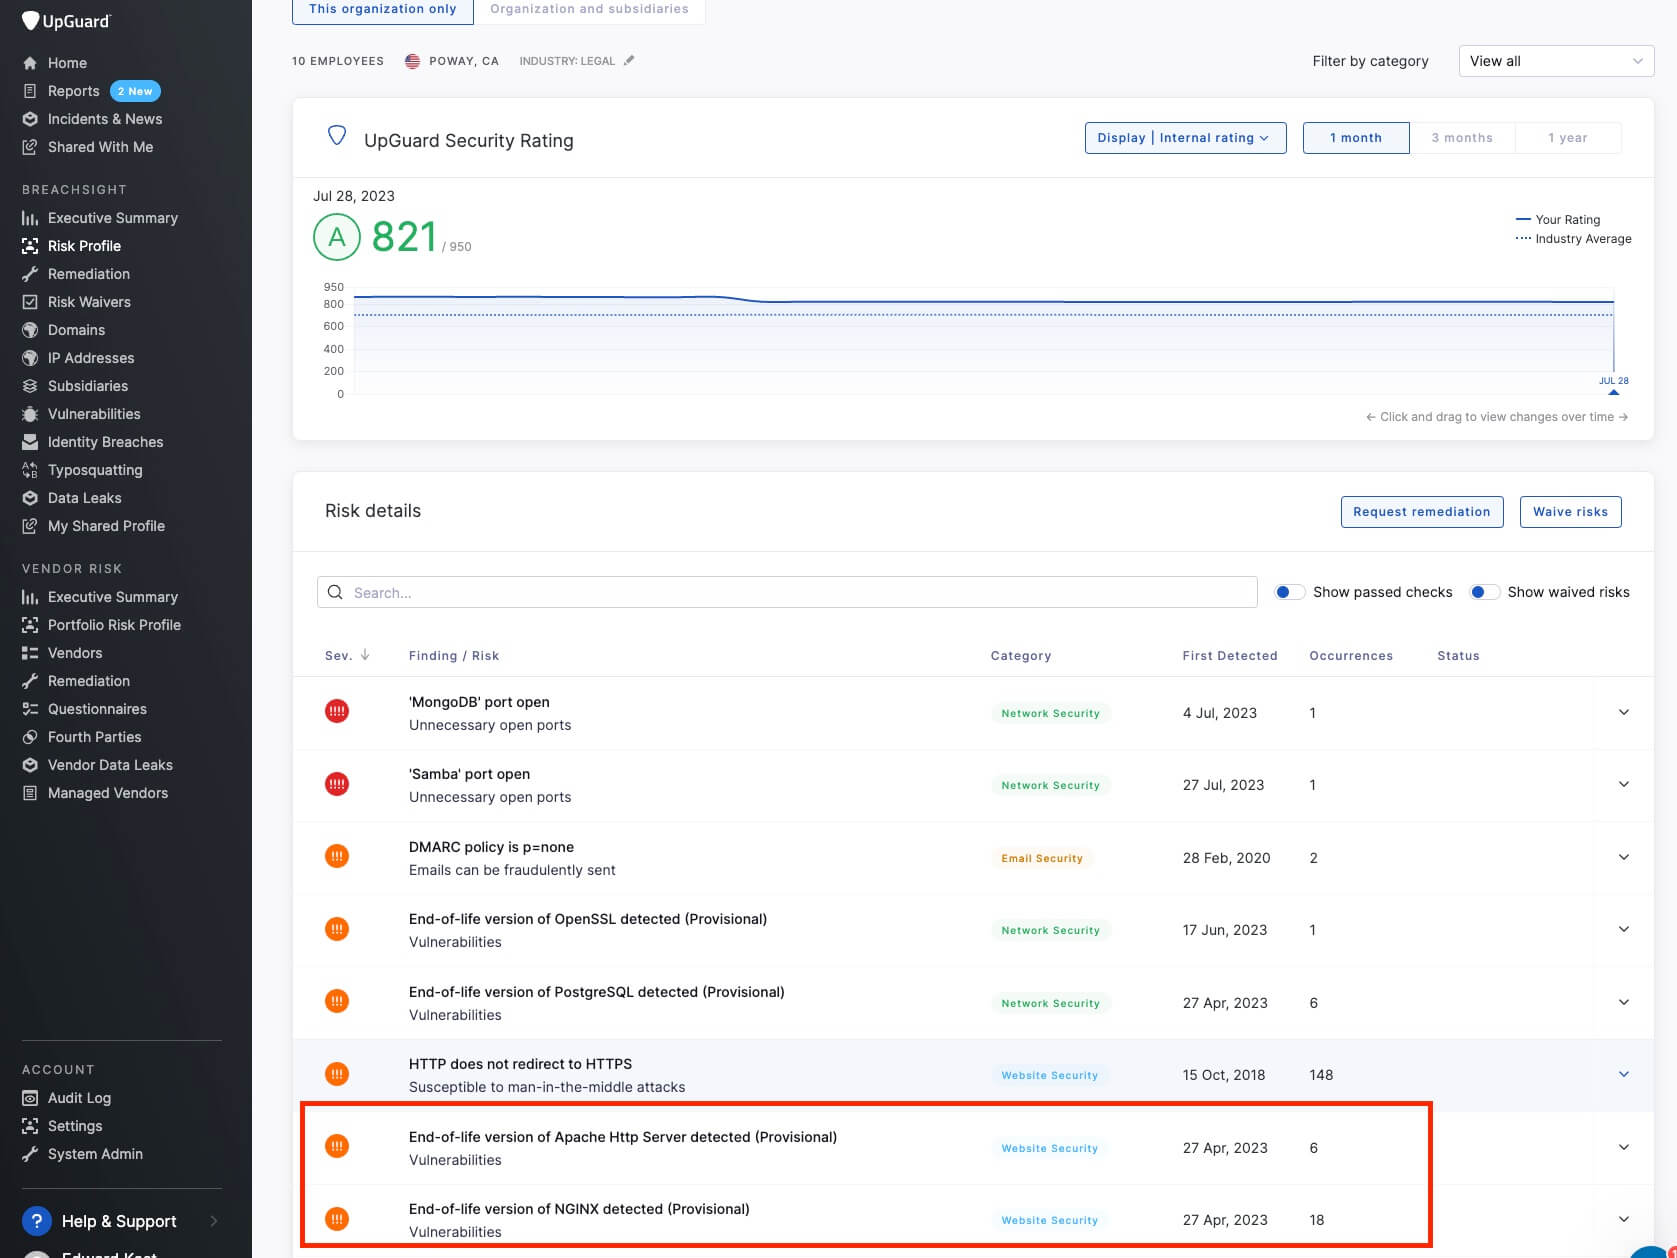 UpGuard
Home
Reports 2 New
Incidents & News
Shared With Me
BREACHSIGHT
Executive Summary
Risk Profile
Remediation
Risk Waivers
Domains
IP Addresses
Subsidiaries
Vulnerabilities
Identity Breaches
Typosquatting
Data Leaks
My Shared Profile
VENDOR RISK
Executive Summary
Portfolio Risk Profile
Vendors
Remediation
Questionnaires
Fourth Parties
Vendor Data Leaks
Managed Vendors
ACCOUNT
Audit Log
Settings
System Admin
? Help & Support
This organization only Organization and subsidiaries
10 EMPLOYEES POWAY, CA INDUSTRY: LEGAL Filter by category View all
UpGuard Security Rating Display | Internal rating 1 month 3 months 1 year
Jul 28, 2023
A 821 / 950
Your Rating
Industry Average
950
800
600
400
200
0
JUL 28
← Click and drag to view changes over time →
Risk details Request remediation Waive risks
Search... Show passed checks Show waived risks
Sev. ↓ Finding / Risk Category First Detected Occurrences Status
!!!! 'MongoDB' port open
Unnecessary open ports Network Security 4 Jul, 2023 1
!!!! 'Samba' port open
Unnecessary open ports Network Security 27 Jul, 2023 1
!!! DMARC policy is p=none
Emails can be fraudulently sent Email Security 28 Feb, 2020 2
!!! End-of-life version of OpenSSL detected (Provisional)
Vulnerabilities Network Security 17 Jun, 2023 1
!!! End-of-life version of PostgreSQL detected (Provisional)
Vulnerabilities Network Security 27 Apr, 2023 6
!!! HTTP does not redirect to HTTPS
Susceptible to man-in-the-middle attacks Website Security 15 Oct, 2018 148
!!! End-of-life version of Apache Http Server detected (Provisional)
Vulnerabilities Website Security 27 Apr, 2023 6
!!! End-of-life version of NGINX detected (Provisional)
Vulnerabilities Website Security 27 Apr, 2023 18